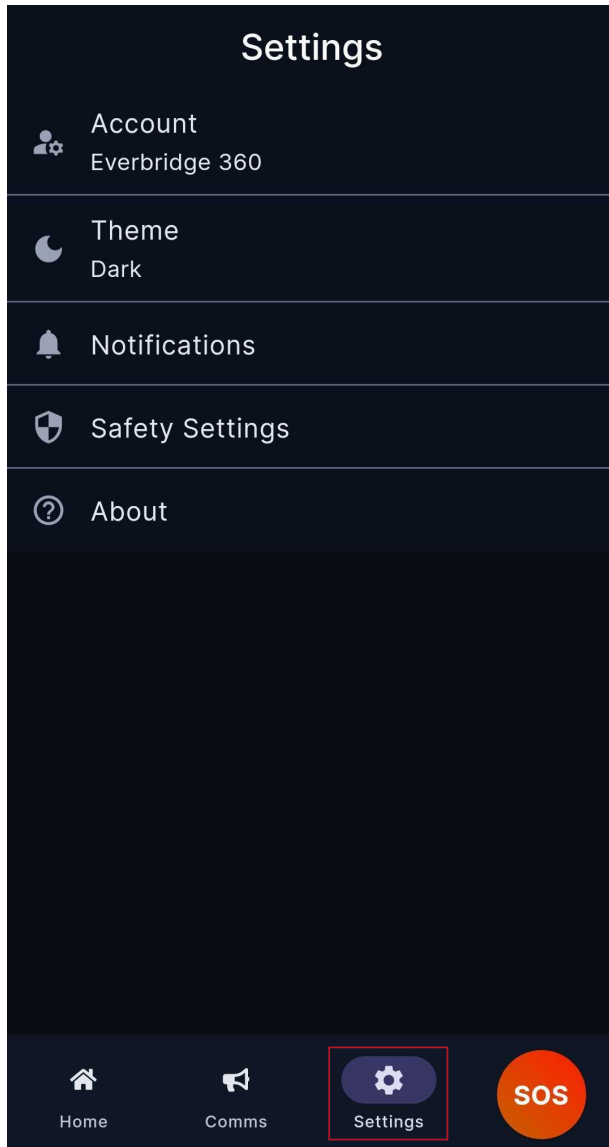 Settings
Account
Everbridge 360
Theme
Dark
Notifications
Safety Settings
About
Home
Comms
Settings
SOS